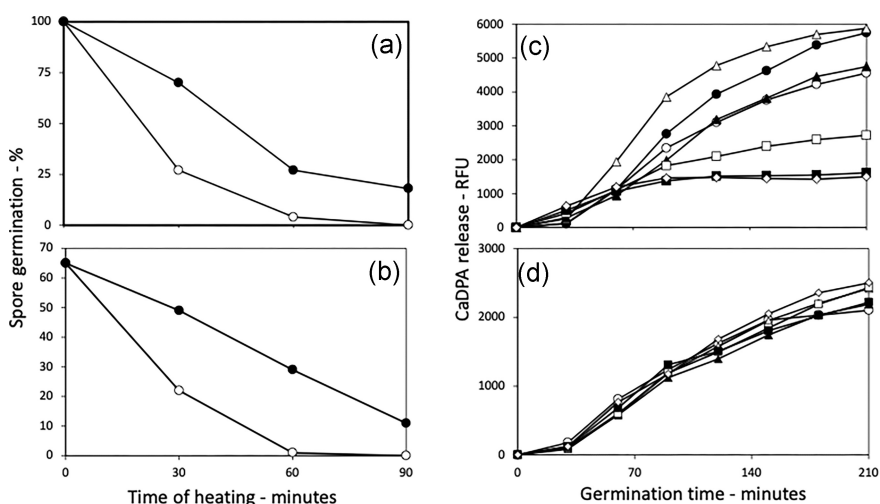 (a)
100
75
50
25
0
(b)
70
60
50
40
30
20
10
0
0 30 60 90
Spore germination - %
Time of heating - minutes
(c)
6000
5000
4000
3000
2000
1000
0
(d)
3000
2000
1000
0
0 70 140 210
CaDPA release - RFU
Germination time - minutes